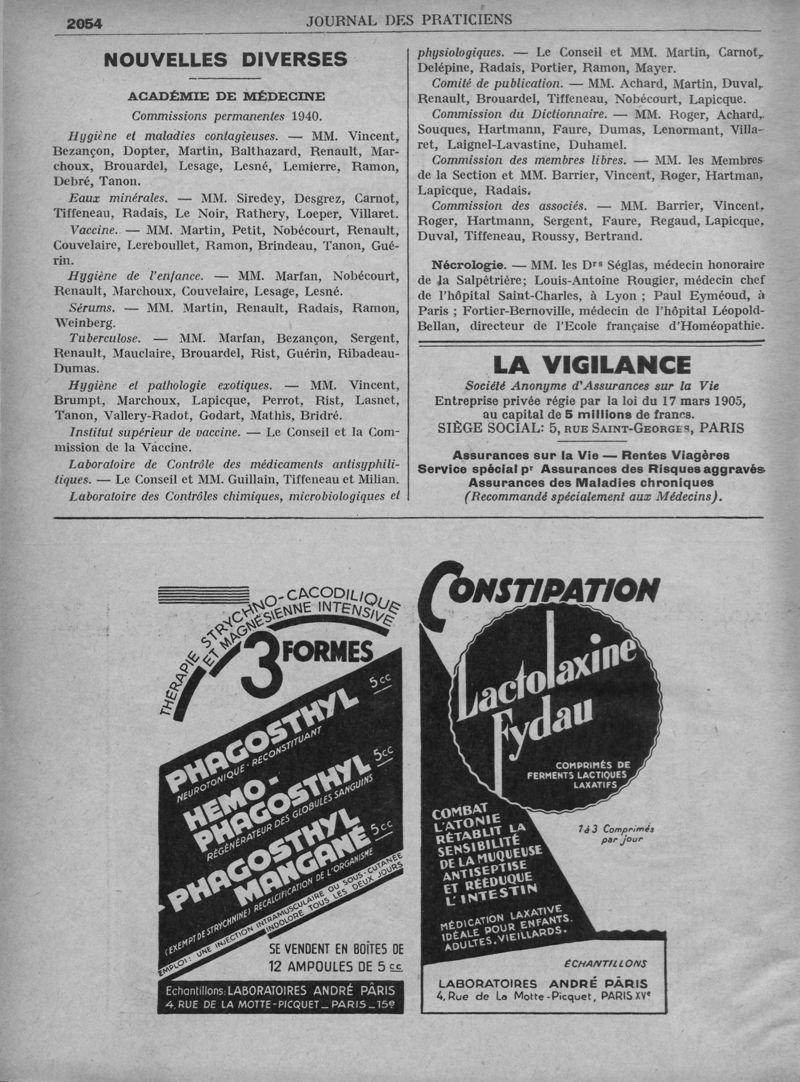 2054
JOURNAL DES PRATICIENS
NOUVELLES DIVERSES
ACADÉMIE DE MÉDECINE
Commissions permanentes 1940.
Hygiène et maladies contagieuses. — MM. Vincent,
Bezançon, Dopter, Martin, Balthazard, Renault, Mar-
choux, Brouardel, Lesage, Lesné, Lemierre, Ramon,
Debré, Tanon.
Eaux minérales. — MM. Siredey, Desgrez, Carnot,
Tiffeneau, Radais, Le Noir, Rathery, Loeper, Villaret.
Vaccine. — MM. Martin, Petit, Nobécourt, Renault,
Couvelaire, Lereboullet, Ramon, Brindeau, Tanon, Gué-
rin.
Hygiène de l'enfance. — MM. Marfan, Nobécourt,
Renault, Marchoux, Couvelaire, Lesage, Lesné.
Sérums. — MM. Martin, Renault, Radais, Ramon,
Weinberg.
Tuberculose. — MM. Marfan, Bezançon, Sergent,
Renault, Mauclaire, Brouardel, Rist, Guérin, Ribadeau-
Dumas.
Hygiène et pathologie exotiques. — MM. Vincent,
Brumpt, Marchoux, Lapicque, Perrot, Rist, Lasnet,
Tanon, Vallery-Radot, Godart, Mathis, Bridré.
Institut supérieur de vaccine. — Le Conseil et la Com-
mission de la Vaccine.
Laboratoire de Contrôle des médicaments antisyphili-
tiques. — Le Conseil et MM. Guillain, Tiffeneau et Milian.
Laboratoire des Contrôles chimiques, microbiologiques et
physiologiques. — Le Conseil et MM. Martin, Carnot,
Delépine, Radais, Portier, Ramon, Mayer.
Comité de publication. — MM. Achard, Martin, Duval,
Renault, Brouardel, Tiffeneau, Nobécourt, Lapicque.
Commission du Dictionnaire. — MM. Roger, Achard,
Souques, Hartmann, Faure, Dumas, Lenormant, Villa-
ret, Laignel-Lavastine, Duhamel.
Commission des membres libres. — MM. les Membres
de la Section et MM. Barrier, Vincent, Roger, Hartman,
Lapicque, Radais.
Commission des associés. — MM. Barrier, Vincent,
Roger, Hartmann, Sergent, Faure, Regaud, Lapicque,
Duval, Tiffeneau, Roussy, Bertrand.
Nécrologie. — MM. les Drs Séglas, médecin honoraire
de la Salpêtrière; Louis-Antoine Rougier, médecin chef
de l'hôpital Saint-Charles, à Lyon ; Paul Eyméoud, à
Paris ; Fortier-Bernoville, médecin de l'hôpital Léopold-
Bellan, directeur de l'Ecole française d'Homéopathie.
LA VIGILANCE
Société Anonyme d'Assurances sur la Vie
Entreprise privée régie par la loi du 17 mars 1905,
au capital de 5 millions de francs.
SIÈGE SOCIAL: 5, RUE SAINT-GEORGES, PARIS
Assurances sur la Vie — Rentes Viagères
Service spécial pr Assurances des Risques aggravés
Assurances des Maladies chroniques
(Recommandé spécialement aux Médecins).
THÉRAPIE STRYCHNO-CACODILIQUE
ET MAGNÉSIENNE INTENSIVE
3 FORMES
PHAGOSTHYL 5cc
NEUROTONIQUE-RECONSTITUANT
HEMO-
PHAGOSTHYL 5cc
RÉGÉNÉRATEUR DES GLOBULES SANGUINS
PHAGOSTHYL
MANGANÉ 5cc
(EXEMPT DE STRYCHNINE) RECALCIFICATION DE L'ORGANISME
EMPLOI: UNE INJECTION INTRAMUSCULAIRE OU SOUS-CUTANÉE
INDOLORE TOUS LES DEUX JOURS
SE VENDENT EN BOÎTES DE
12 AMPOULES DE 5 cc
Echantillons: LABORATOIRES ANDRÉ PÂRIS
4, RUE DE LA MOTTE-PICQUET _ PARIS _ 15e
CONSTIPATION
Lactolaxine
Fydau
COMPRIMÉS DE
FERMENTS LACTIQUES
LAXATIFS
1 à 3 Comprimés
par jour
COMBAT
L'ATONIE
RÉTABLIT LA
SENSIBILITÉ
DE LA MUQUEUSE
ANTISEPTISE
ET RÉÉDUQUE
L'INTESTIN
MÉDICATION LAXATIVE
IDÉALE POUR ENFANTS.
ADULTES, VIEILLARDS.
ÉCHANTILLONS
LABORATOIRES ANDRÉ PÂRIS
4, Rue de La Motte-Picquet, PARIS XVe